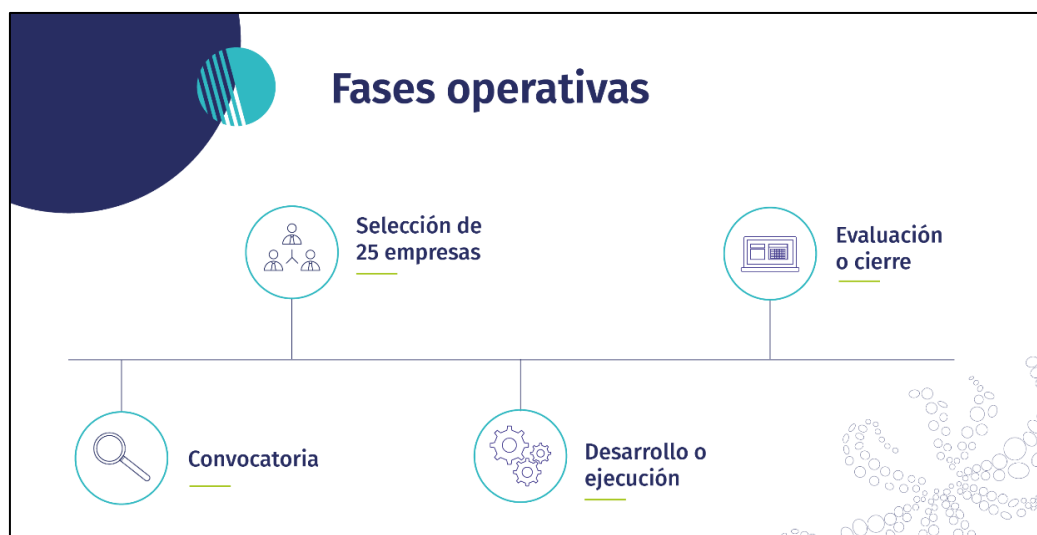 Fases operativas
Selección de
25 empresas
Evaluación
o cierre
Convocatoria
Desarrollo o
ejecución